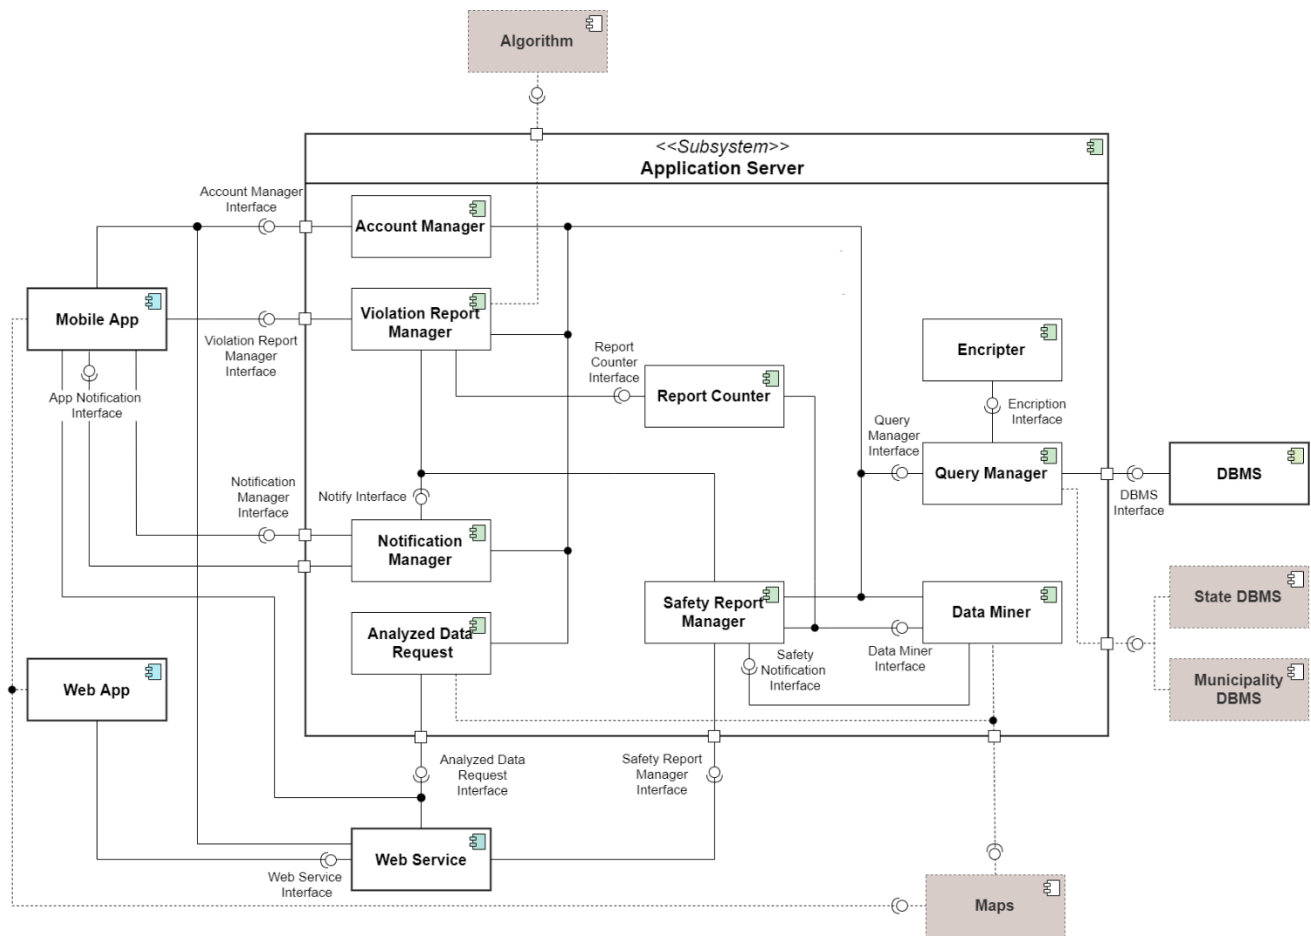 Algorithm
<<Subsystem>>
Application Server
Account Manager
Interface
Account Manager
Mobile App
Violation Report
Manager
Violation Report
Manager
Interface
Report
Counter
Interface
Report Counter
Encripter
Encription
Interface
App Notification
Interface
Query
Manager
Interface
Query Manager
DBMS
DBMS
Interface
Notification
Manager
Interface
Notify Interface
Notification
Manager
Safety Report
Manager
Data Miner
State DBMS
Analyzed Data
Request
Safety
Notification
Interface
Data Miner
Interface
Municipality
DBMS
Web App
Analyzed Data
Request
Interface
Safety Report
Manager
Interface
Web Service
Web Service
Interface
Maps